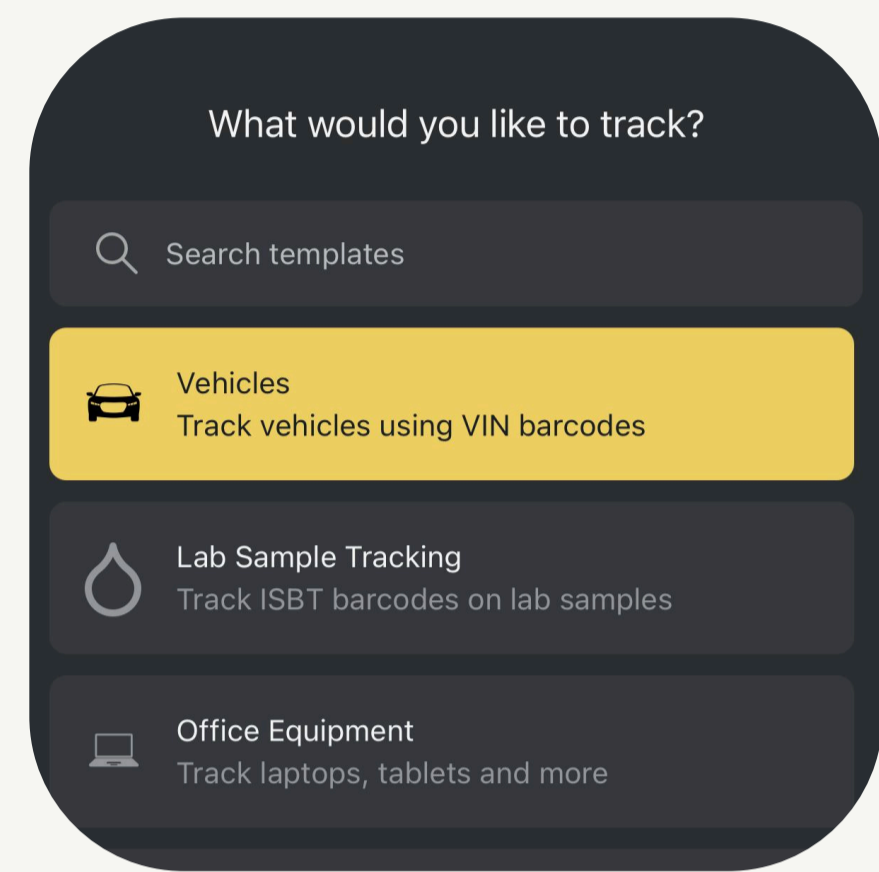 What would you like to track?
Search templates
Vehicles
Track vehicles using VIN barcodes
Lab Sample Tracking
Track ISBT barcodes on lab samples
Office Equipment
Track laptops, tablets and more